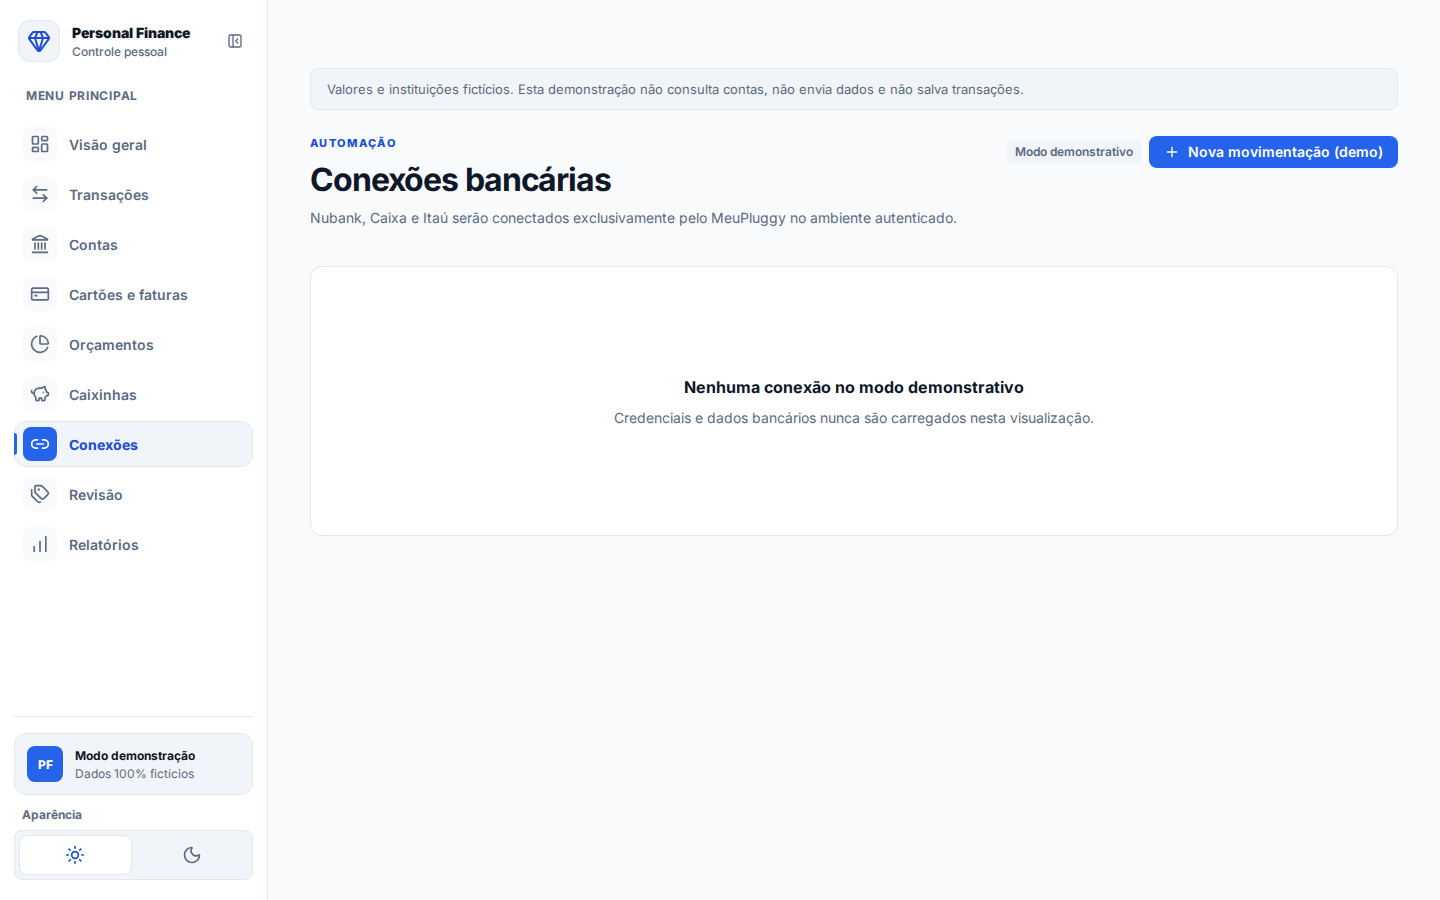 Personal Finance
Controle pessoal
MENU PRINCIPAL
Visão geral
Transações
Contas
Cartões e faturas
Orçamentos
Caixinhas
Conexões
Revisão
Relatórios
PF
Modo demonstração
Dados 100% fictícios
Aparência
Valores e instituições fictícios. Esta demonstração não consulta contas, não envia dados e não salva transações.
AUTOMAÇÃO
Conexões bancárias
Nubank, Caixa e Itaú serão conectados exclusivamente pelo MeuPluggy no ambiente autenticado.
Modo demonstrativo
Nova movimentação (demo)
Nenhuma conexão no modo demonstrativo
Credenciais e dados bancários nunca são carregados nesta visualização.